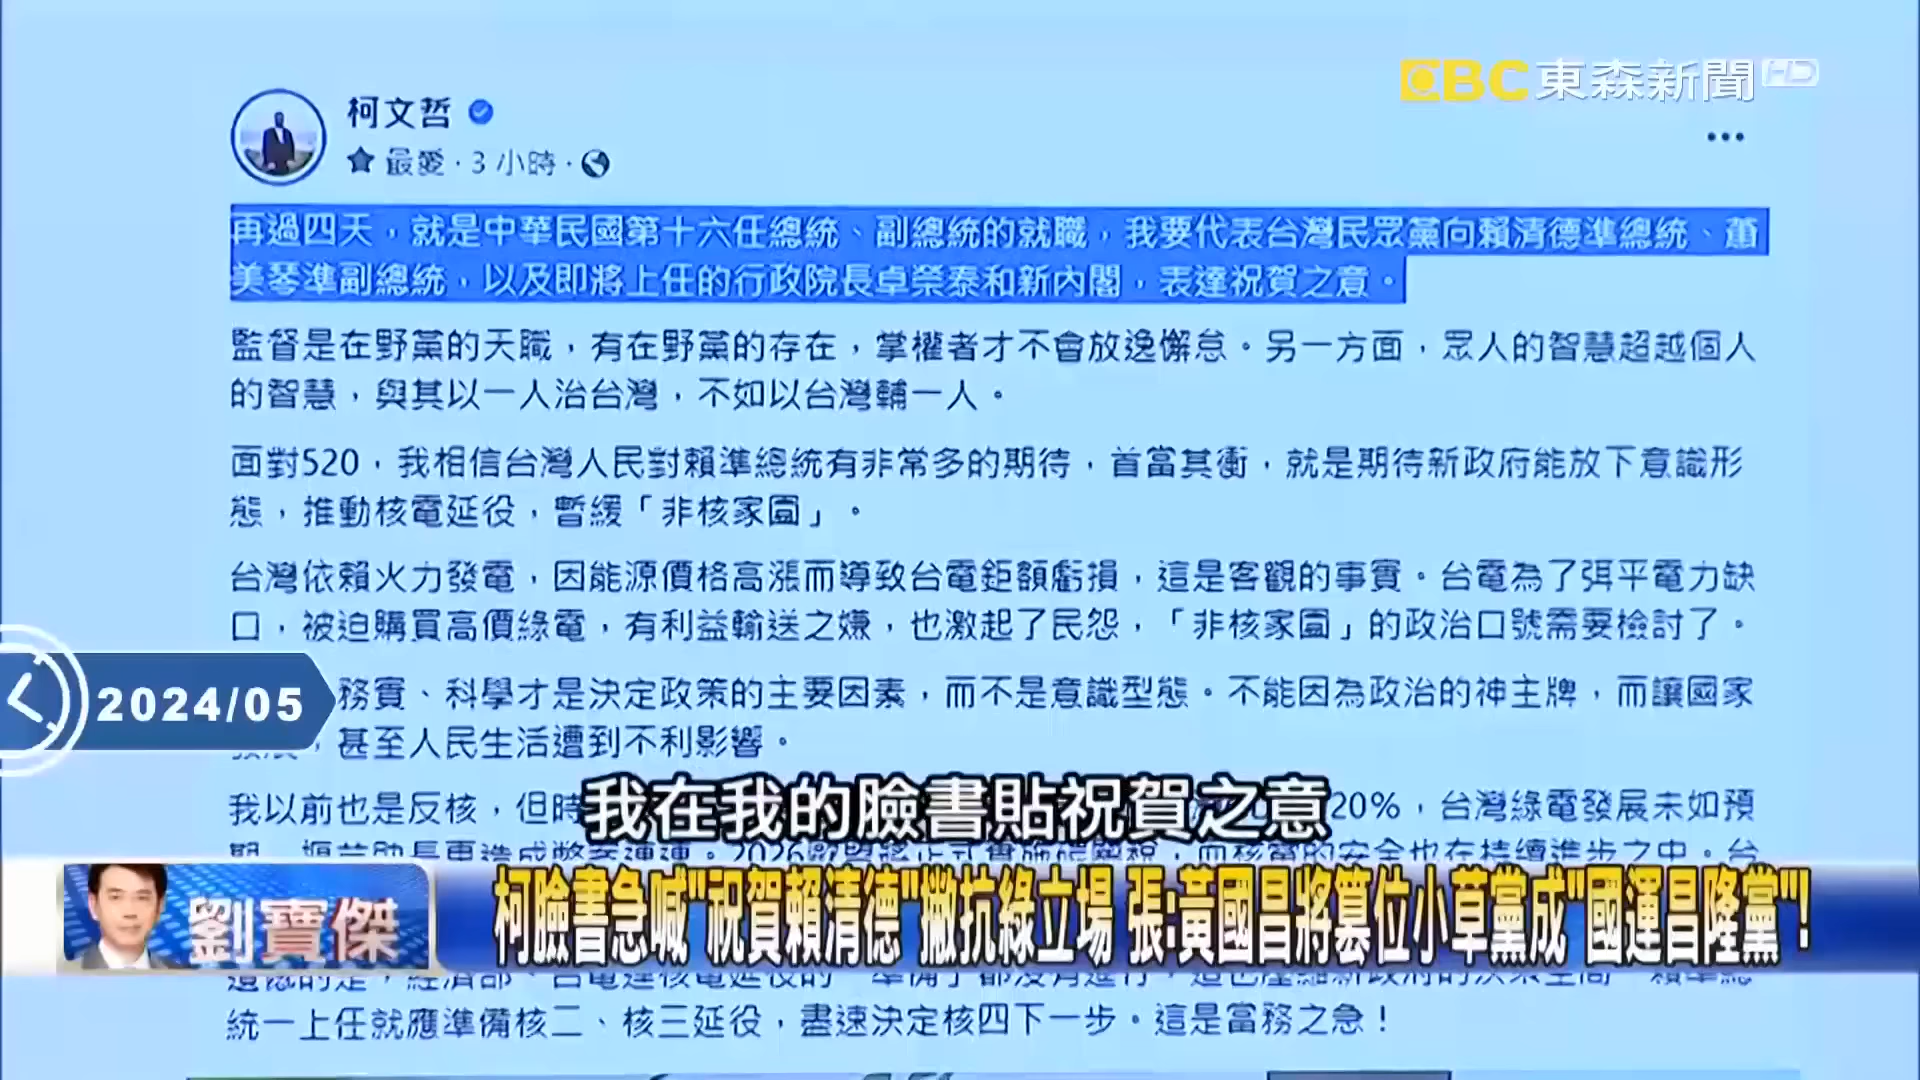 EBC 東森新聞 HD
柯文哲
最愛 · 3 小時 ·
再過四天，就是中華民國第十六任總統、副總統的就職，我要代表台灣民眾黨向賴清德準總統、蕭
美琴準副總統，以及即將上任的行政院長卓榮泰和新內閣，表達祝賀之意。
監督是在野黨的天職，有在野黨的存在，掌權者才不會放逸懈怠。另一方面，眾人的智慧超越個人
的智慧，與其以一人治台灣，不如以台灣輔一人。
面對520，我相信台灣人民對賴準總統有非常多的期待，首當其衝，就是期待新政府能放下意識形
態，推動核電延役，暫緩「非核家園」。
台灣依賴火力發電，因能源價格高漲而導致台電鉅額虧損，這是客觀的事實。台電為了弭平電力缺
口，被迫購買高價綠電，有利益輸送之嫌，也激起了民怨，「非核家園」的政治口號需要檢討了。
務實、科學才是決定政策的主要因素，而不是意識型態。不能因為政治的神主牌，而讓國家
2024/05
，甚至人民生活遭到不利影響。
我以前也是反核，但時
20%，台灣綠電發展未如預
我在我的臉書貼祝賀之意
劉寶傑
柯臉書急喊"祝賀賴清德"撇抗綠立場 張:黃國昌將篡位小草黨成"國運昌隆黨"!
統一上任就應準備核二、核三延役，盡速決定核四下一步。這是當務之急！